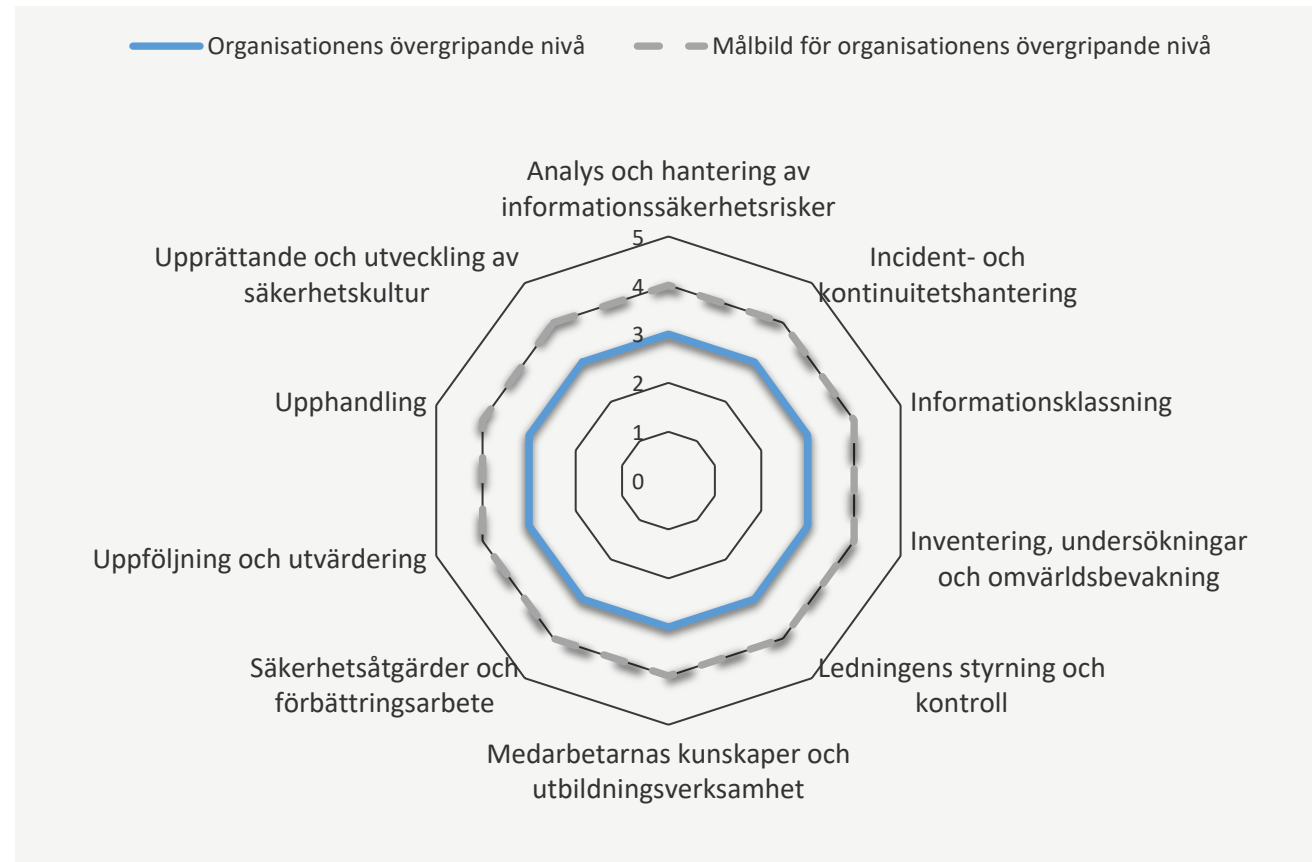 Organisationens övergripande nivå
Målbild för organisationens övergripande nivå
Analys och hantering av
informationssäkerhetsrisker
Incident- och
kontinuitetshantering
Informationsklassning
Inventering, undersökningar
och omvärldsbevakning
Ledningens styrning och
kontroll
Medarbetarnas kunskaper och
utbildningsverksamhet
Säkerhetsåtgärder och
förbättringsarbete
Uppföljning och utvärdering
Upphandling
Upprättande och utveckling av
säkerhetskultur
5
4
3
2
1
0